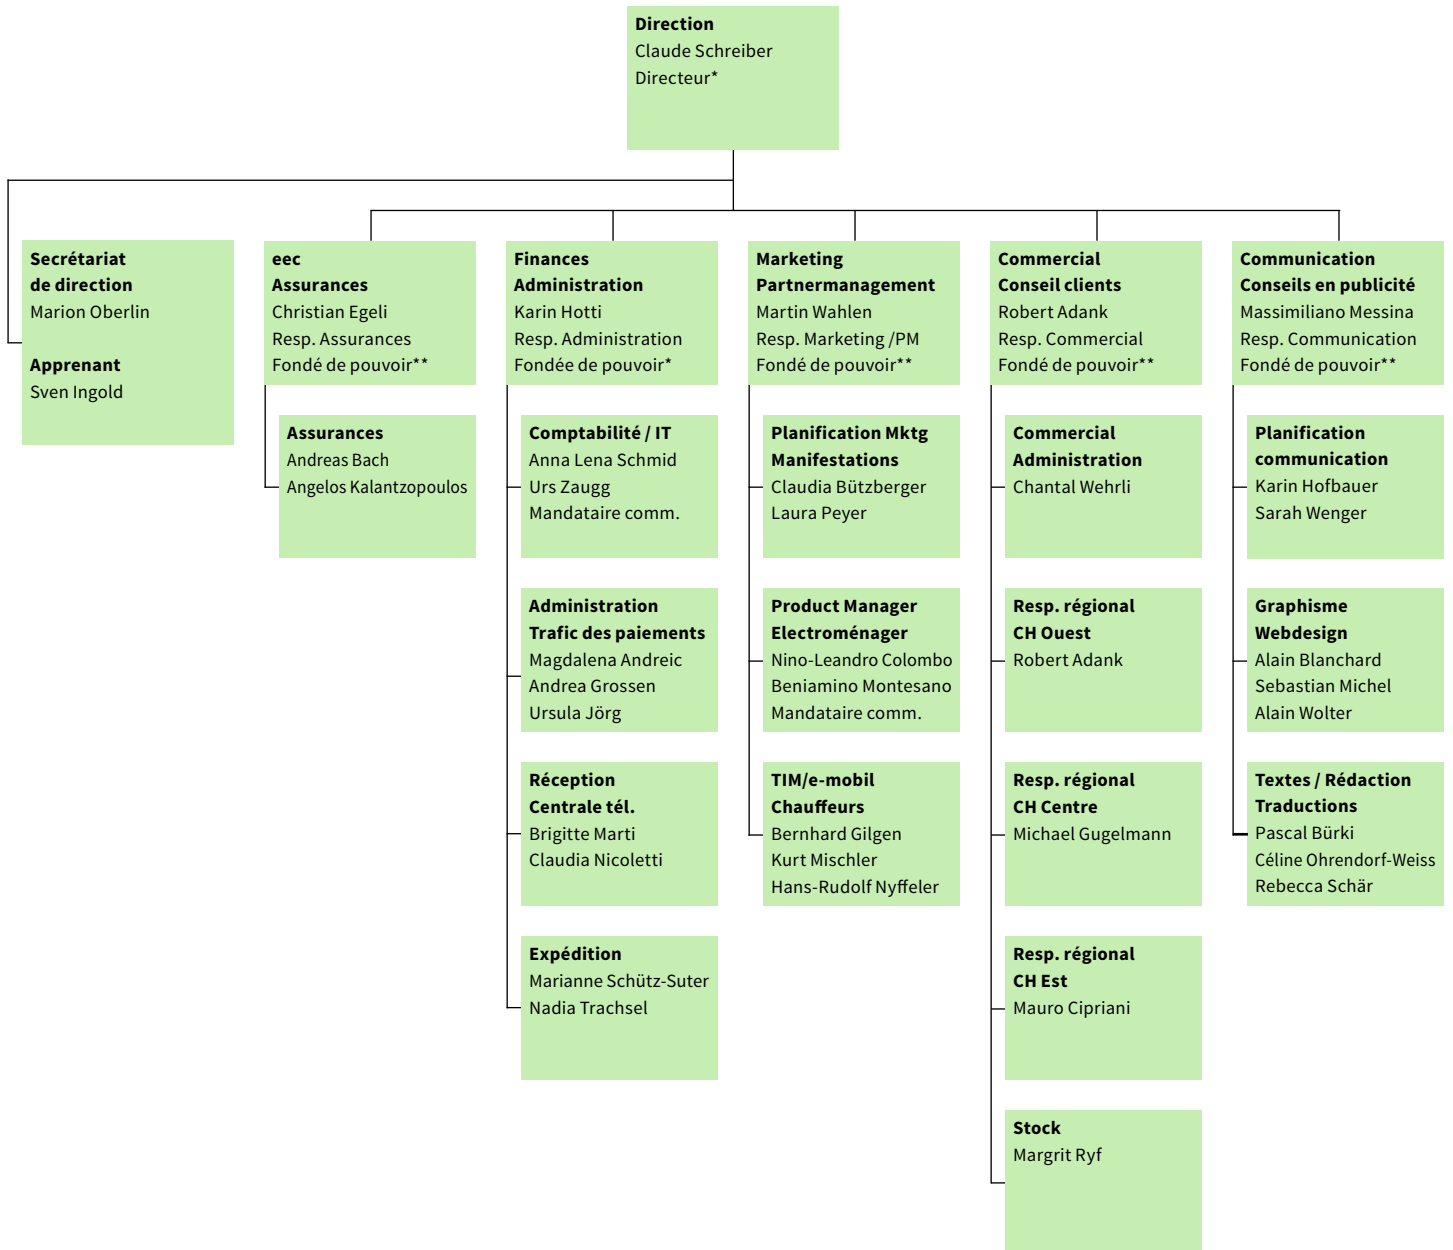 Direction
Claude Schreiber
Directeur*
Secrétariat
de direction
Marion Oberlin
Apprenant
Sven Ingold
eec
Assurances
Christian Egeli
Resp. Assurances
Fondé de pouvoir**
Assurances
Andreas Bach
Angelos Kalantzopoulos
Finances
Administration
Karin Hotti
Resp. Administration
Fondée de pouvoir*
Comptabilité / IT
Anna Lena Schmid
Urs Zaugg
Mandataire comm.
Administration
Trafic des paiements
Magdalena Andreic
Andrea Grossen
Ursula Jörg
Réception
Centrale tél.
Brigitte Marti
Claudia Nicoletti
Expédition
Marianne Schütz-Suter
Nadia Trachsel
Marketing
Partnermanagement
Martin Wahlen
Resp. Marketing /PM
Fondé de pouvoir**
Planification Mktg
Manifestations
Claudia Bützberger
Laura Peyer
Product Manager
Electroménager
Nino-Leandro Colombo
Beniamino Montesano
Mandataire comm.
TIM/e-mobil
Chauffeurs
Bernhard Gilgen
Kurt Mischler
Hans-Rudolf Nyffeler
Commercial
Conseil clients
Robert Adank
Resp. Commercial
Fondé de pouvoir**
Commercial
Administration
Chantal Wehrli
Resp. régional
CH Ouest
Robert Adank
Resp. régional
CH Centre
Michael Gugelmann
Resp. régional
CH Est
Mauro Cipriani
Stock
Margrit Ryf
Communication
Conseils en publicité
Massimiliano Messina
Resp. Communication
Fondé de pouvoir**
Planification
communication
Karin Hofbauer
Sarah Wenger
Graphisme
Webdesign
Alain Blanchard
Sebastian Michel
Alain Wolter
Textes / Rédaction
Traductions
Pascal Bürki
Céline Ohrendorf-Weiss
Rebecca Schär